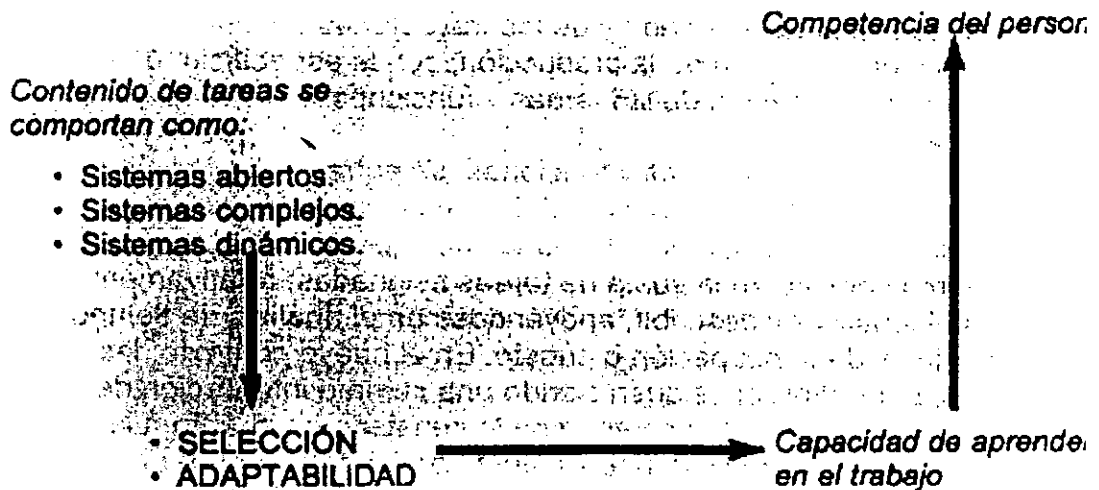 Competencia del person
Contenido de tareas se
comportan como:
• Sistemas abiertos.
• Sistemas complejos.
• Sistemas dinámicos.
• SELECCIÓN
• ADAPTABILIDAD
Capacidad de aprende
en el trabajo